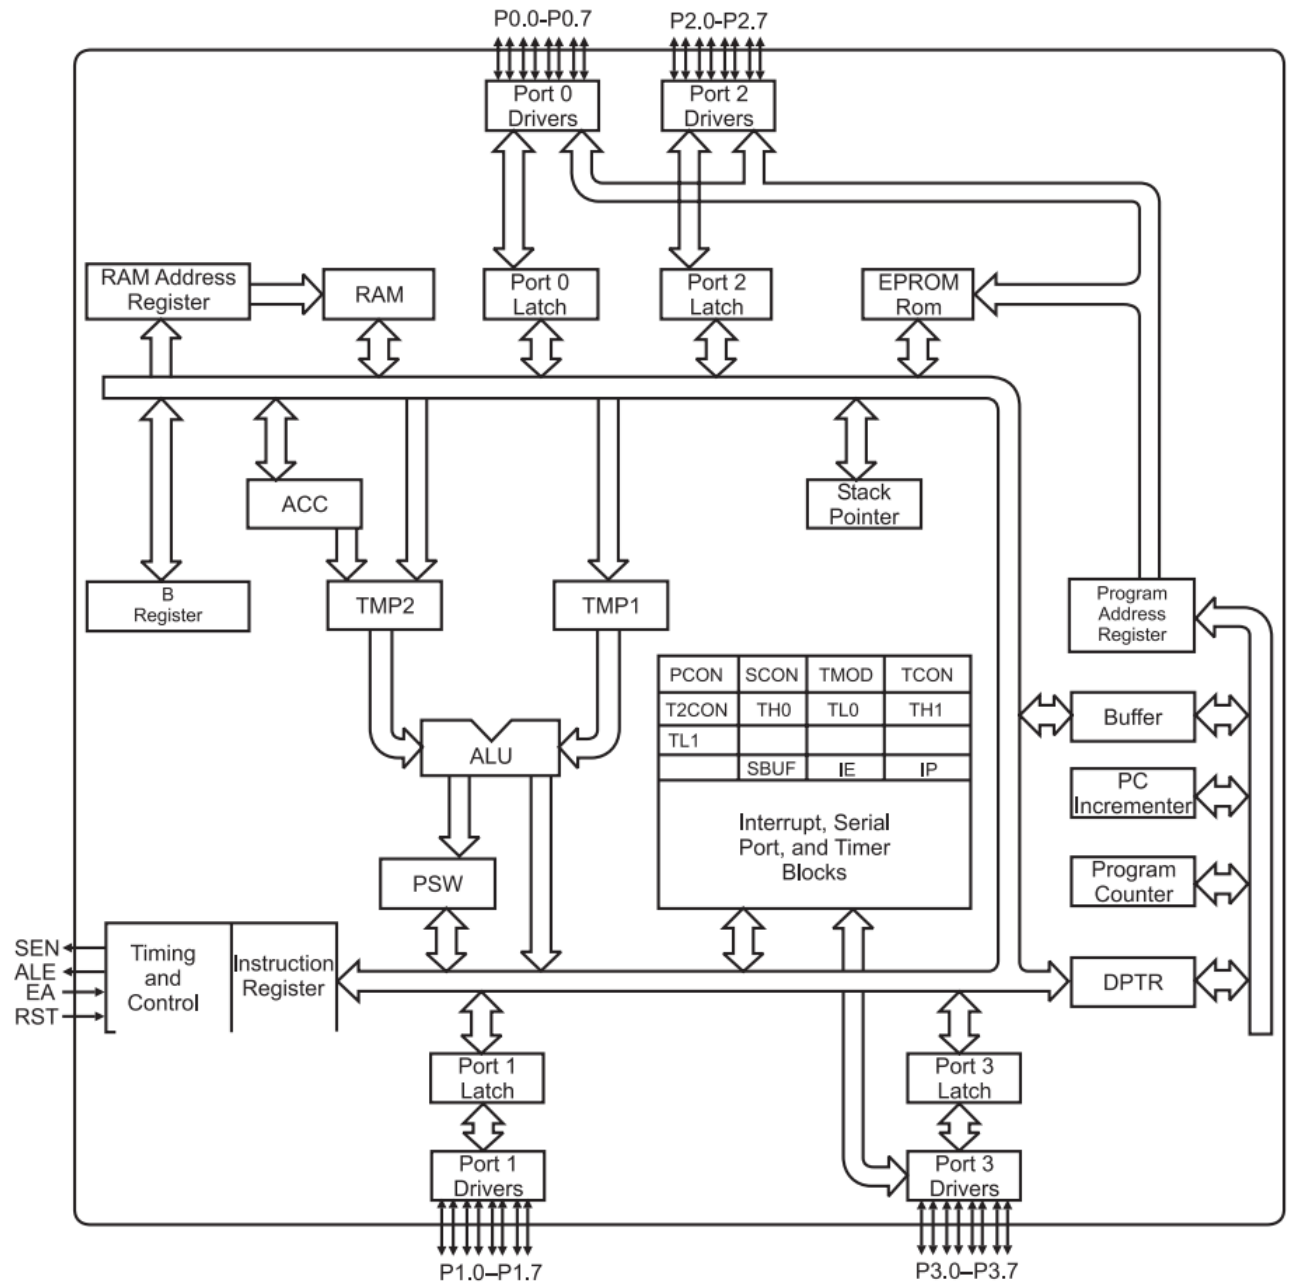 P0.0-P0.7
P2.0-P2.7
Port 0
Drivers
Port 2
Drivers
RAM Address
Register
RAM
Port 0
Latch
Port 2
Latch
EPROM
Rom
ACC
Stack
Pointer
B
Register
TMP2
TMP1
Program
Address
Register
PCON SCON TMOD TCON
T2CON TH0 TL0 TH1
TL1
SBUF IE IP
Interrupt, Serial
Port, and Timer
Blocks
Buffer
ALU
PC
Incrementer
PSW
Program
Counter
SEN
ALE
EA
RST
Timing
and
Control
Instruction
Register
DPTR
Port 1
Latch
Port 3
Latch
Port 1
Drivers
Port 3
Drivers
P1.0–P1.7
P3.0–P3.7